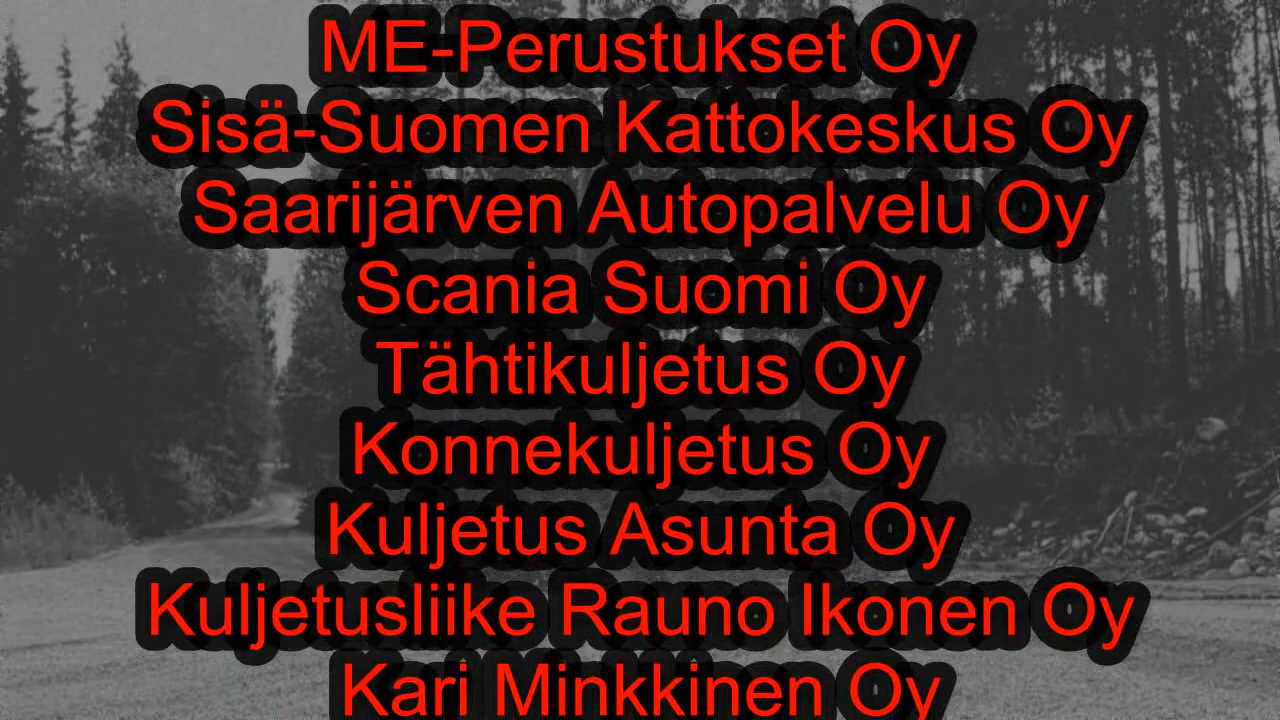 ME-Perustukset Oy
Sisä-Suomen Kattokeskus Oy
Saarijärven Autopalvelu Oy
Scania Suomi Oy
Tähtikuljetus Oy
Konnekuljetus Oy
Kuljetus Asunta Oy
Kuljetusliike Rauno Ikonen Oy
Kari Minkkinen Oy